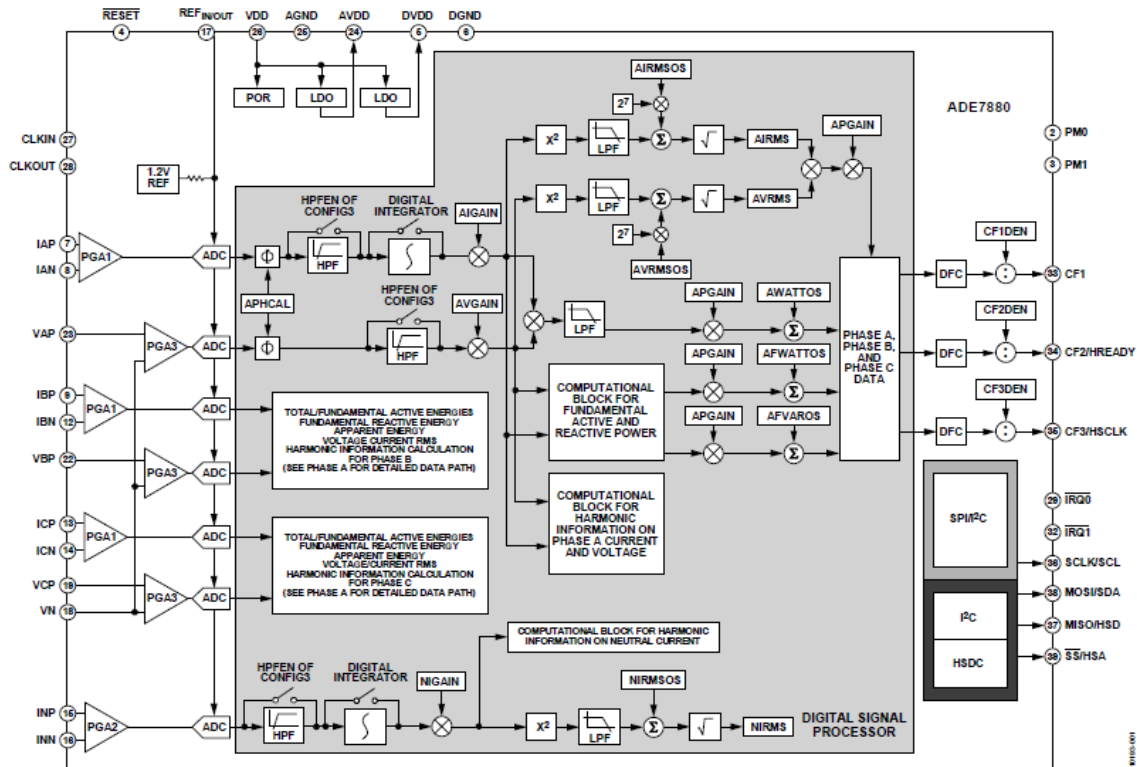 RESET
4
REFIN/OUT
17
VDD
26
AGND
25
AVDD
24
DVDD
5
DGND
6
POR
LDO
LDO
ADE7880
CLKIN 27
CLKOUT 28
1.2V
REF
2 PM0
3 PM1
AIRMSOS
2⁷
X²
LPF
Σ
√
AIRMS
APGAIN
X²
LPF
Σ
√
AVRMS
2⁷
AVRMSOS
HPFEN OF
CONFIG3
DIGITAL
INTEGRATOR
AIGAIN
IAP 7
IAN 8
PGA1
ADC
Φ
HPF
∫
APHCAL
HPFEN OF
CONFIG3
AVGAIN
VAP 23
PGA3
ADC
Φ
HPF
LPF
APGAIN
AWATTOS
Σ
COMPUTATIONAL
BLOCK FOR
FUNDAMENTAL
ACTIVE AND
REACTIVE POWER
APGAIN
AFWATTOS
Σ
APGAIN
AFVAROS
Σ
PHASE A,
PHASE B,
AND
PHASE C
DATA
CF1DEN
DFC
:
33 CF1
CF2DEN
DFC
:
34 CF2/HREADY
CF3DEN
DFC
:
35 CF3/HSCLK
IBP 9
IBN 12
PGA1
ADC
VBP 22
PGA3
ADC
TOTAL/FUNDAMENTAL ACTIVE ENERGIES
FUNDAMENTAL REACTIVE ENERGY
APPARENT ENERGY
VOLTAGE CURRENT RMS
HARMONIC INFORMATION CALCULATION
FOR PHASE B
(SEE PHASE A FOR DETAILED DATA PATH)
COMPUTATIONAL
BLOCK FOR
HARMONIC
INFORMATION ON
PHASE A CURRENT
AND VOLTAGE
ICP 13
ICN 14
PGA1
ADC
VCP 19
VN 18
PGA3
ADC
TOTAL/FUNDAMENTAL ACTIVE ENERGIES
FUNDAMENTAL REACTIVE ENERGY
APPARENT ENERGY
VOLTAGE/CURRENT RMS
HARMONIC INFORMATION CALCULATION
FOR PHASE C
(SEE PHASE A FOR DETAILED DATA PATH)
SPI/I²C
I²C
HSDC
29 IRQ0
32 IRQ1
36 SCLK/SCL
38 MOSI/SDA
37 MISO/HSD
39 SS/HSA
COMPUTATIONAL BLOCK FOR HARMONIC
INFORMATION ON NEUTRAL CURRENT
HPFEN OF
CONFIG3
DIGITAL
INTEGRATOR
NIGAIN
INP 15
INN 16
PGA2
ADC
HPF
∫
X²
LPF
NIRMSOS
Σ
√
NIRMS
DIGITAL SIGNAL
PROCESSOR
10193-001